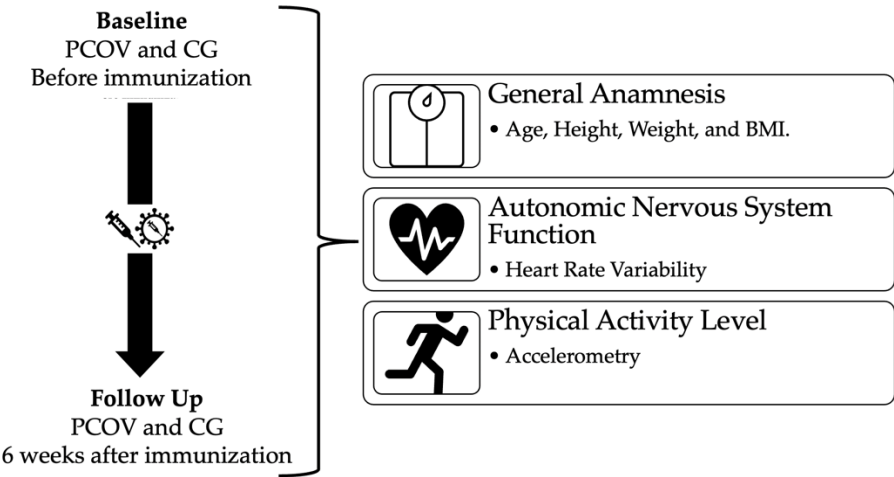 Baseline
PCOV and CG
Before immunization
Follow Up
PCOV and CG
6 weeks after immunization
General Anamnesis
• Age, Height, Weight, and BMI.
Autonomic Nervous System
Function
• Heart Rate Variability
Physical Activity Level
• Accelerometry